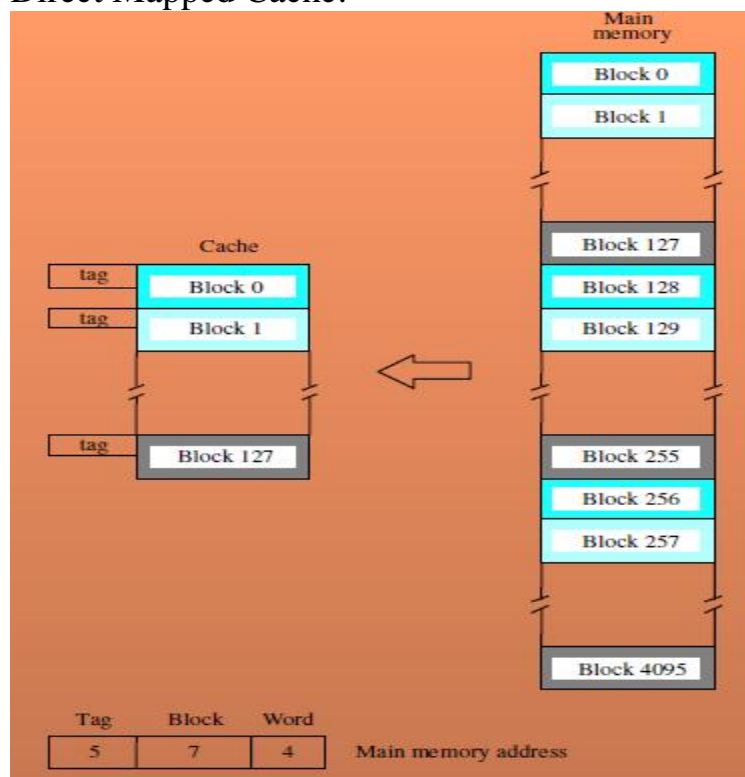 Direct Mapped Cache:
Main
memory
Block 0
Block 1
Block 127
Cache
tag
Block 0
Block 128
tag
Block 1
Block 129
tag
Block 127
Block 255
Block 256
Block 257
Block 4095
Tag Block Word
5 7 4 Main memory address